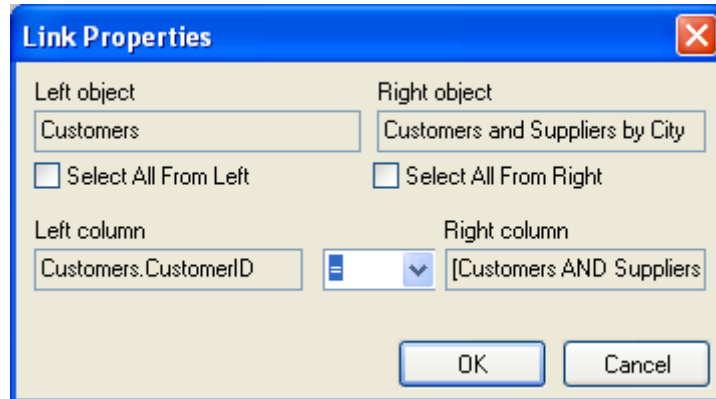 Link Properties
Left object Right object
Customers Customers and Suppliers by City
Select All From Left Select All From Right
Left column Right column
Customers.CustomerID = [Customers AND Suppliers
OK Cancel